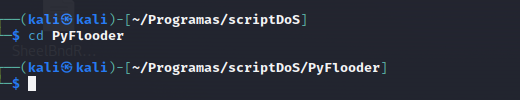 ┌──(kali㉿kali)-[~/Programas/scriptDoS]
└─$ cd PyFlooder
┌──(kali㉿kali)-[~/Programas/scriptDoS/PyFlooder]
└─$